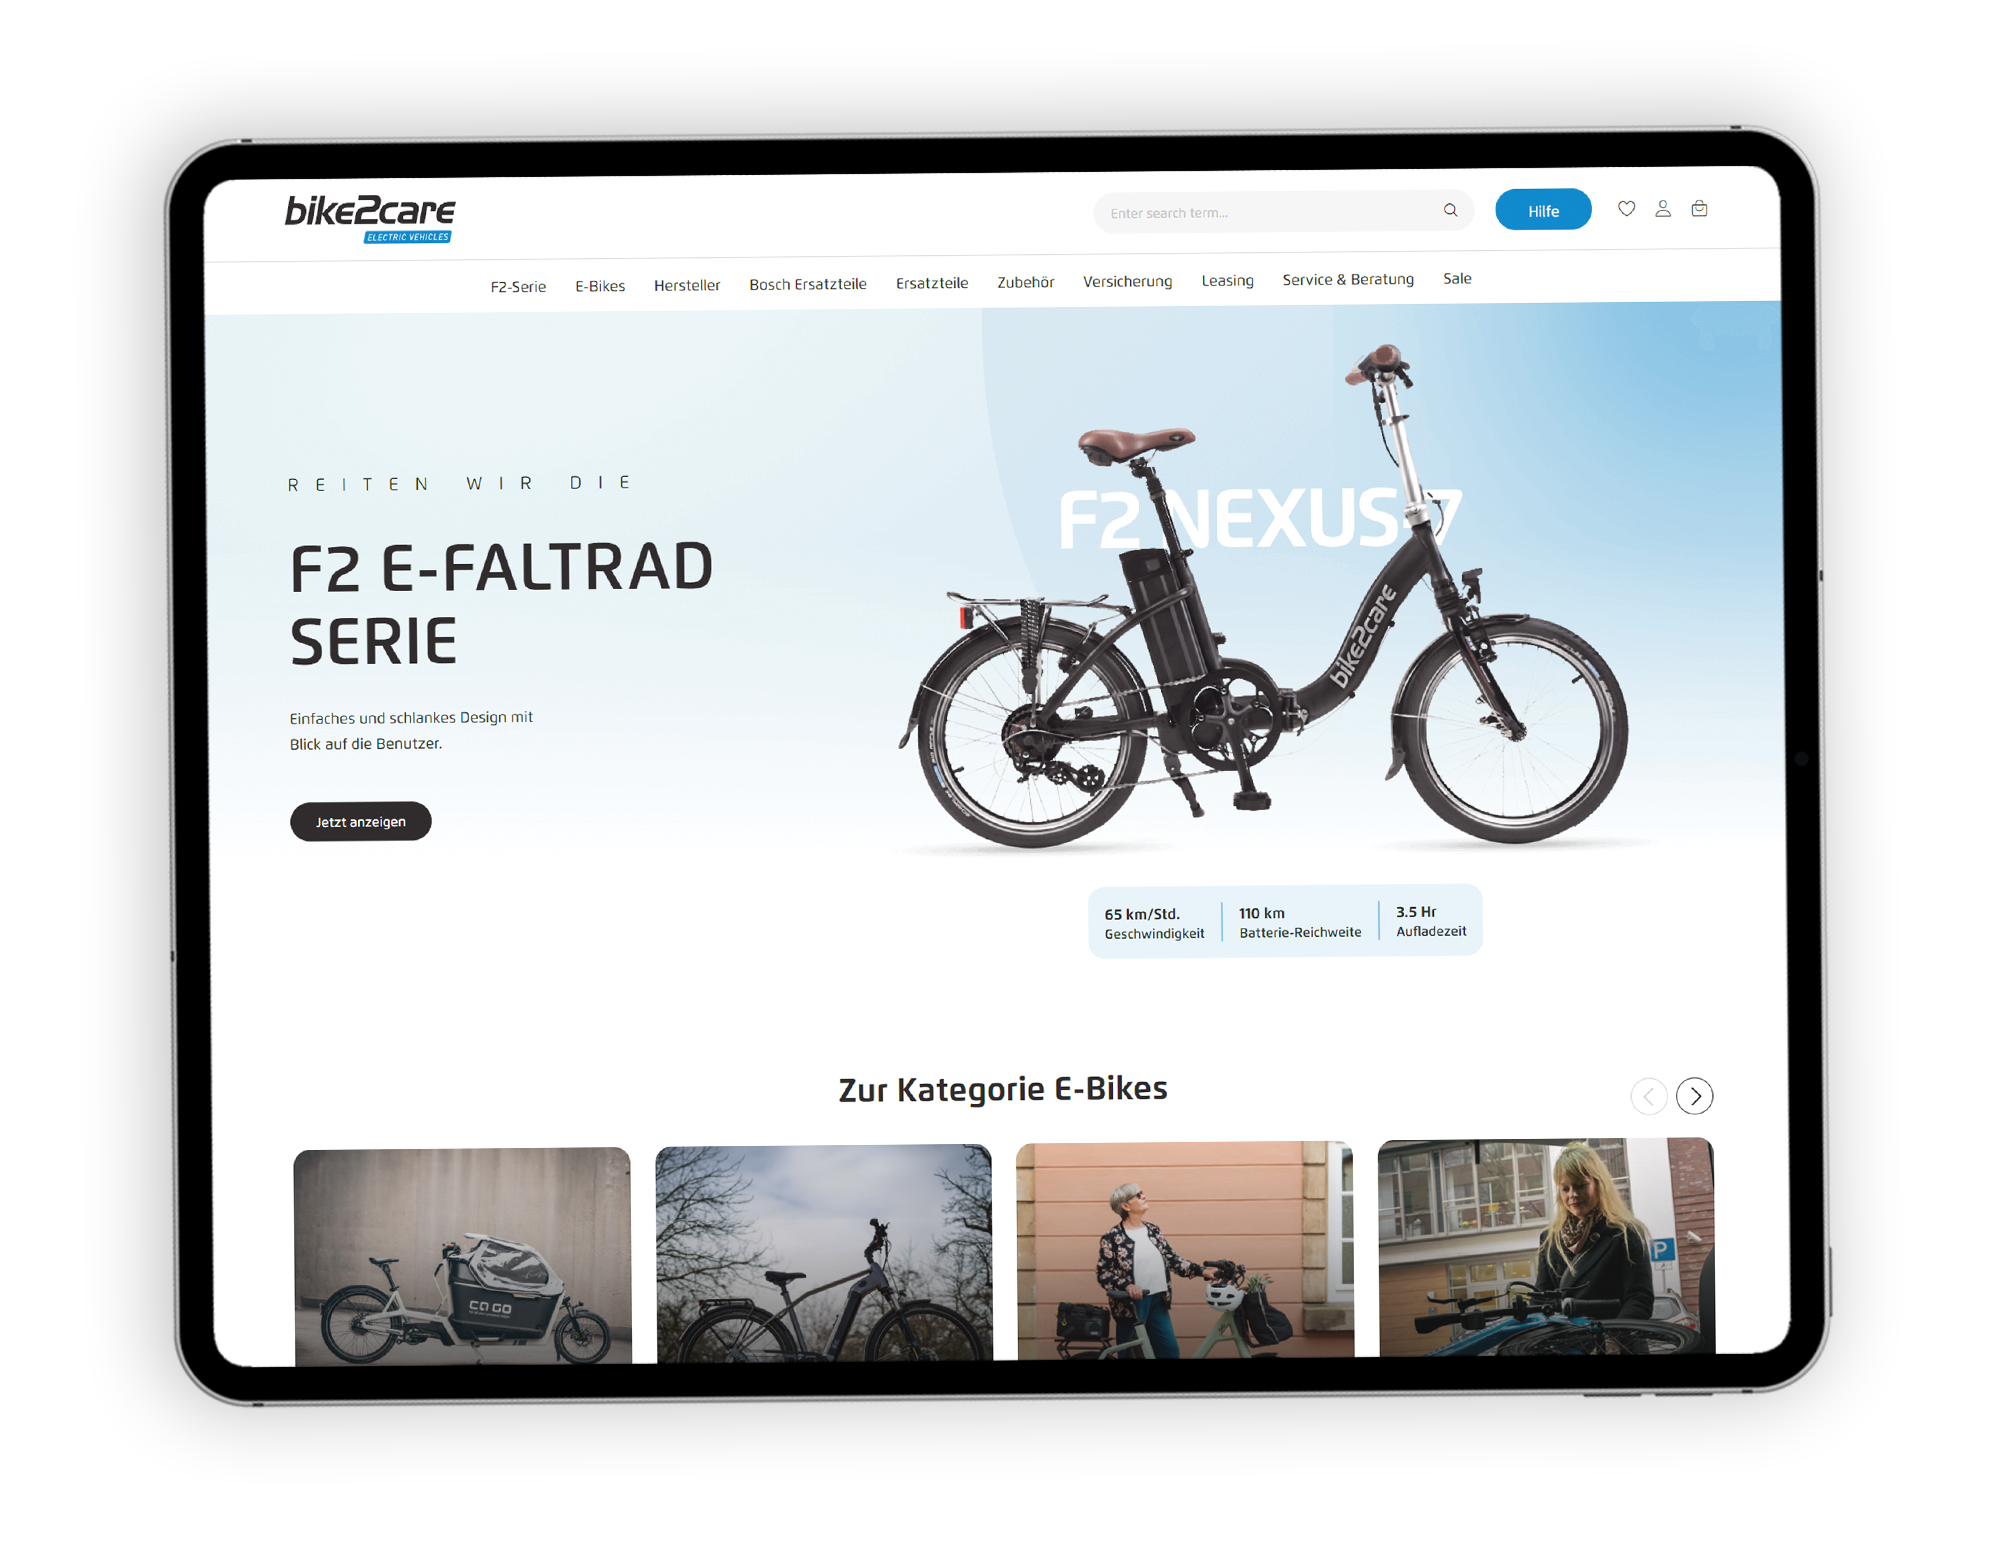 bike2care
ELECTRIC VEHICLES
Enter search term...
Hilfe
F2-Serie E-Bikes Hersteller Bosch Ersatzteile Ersatzteile Zubehör Versicherung Leasing Service & Beratung Sale
REITEN WIR DIE
F2 E-FALTRAD
SERIE
Einfaches und schlankes Design mit
Blick auf die Benutzer.
Jetzt anzeigen
F2 NEXUS-7
bike2care
65 km/Std.
Geschwindigkeit
110 km
Batterie-Reichweite
3.5 Hr
Aufladezeit
Zur Kategorie E-Bikes
CA GO
P